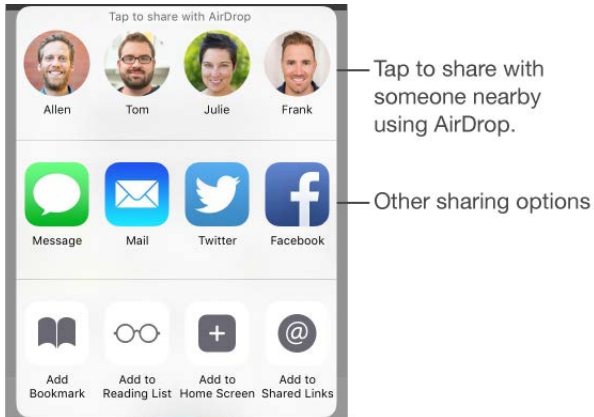 Tap to share with AirDrop
Allen Tom Julie Frank
Tap to share with
someone nearby
using AirDrop.
Message Mail Twitter Facebook
Other sharing options
Add Add to Add to Add to
Bookmark Reading List Home Screen Shared Links